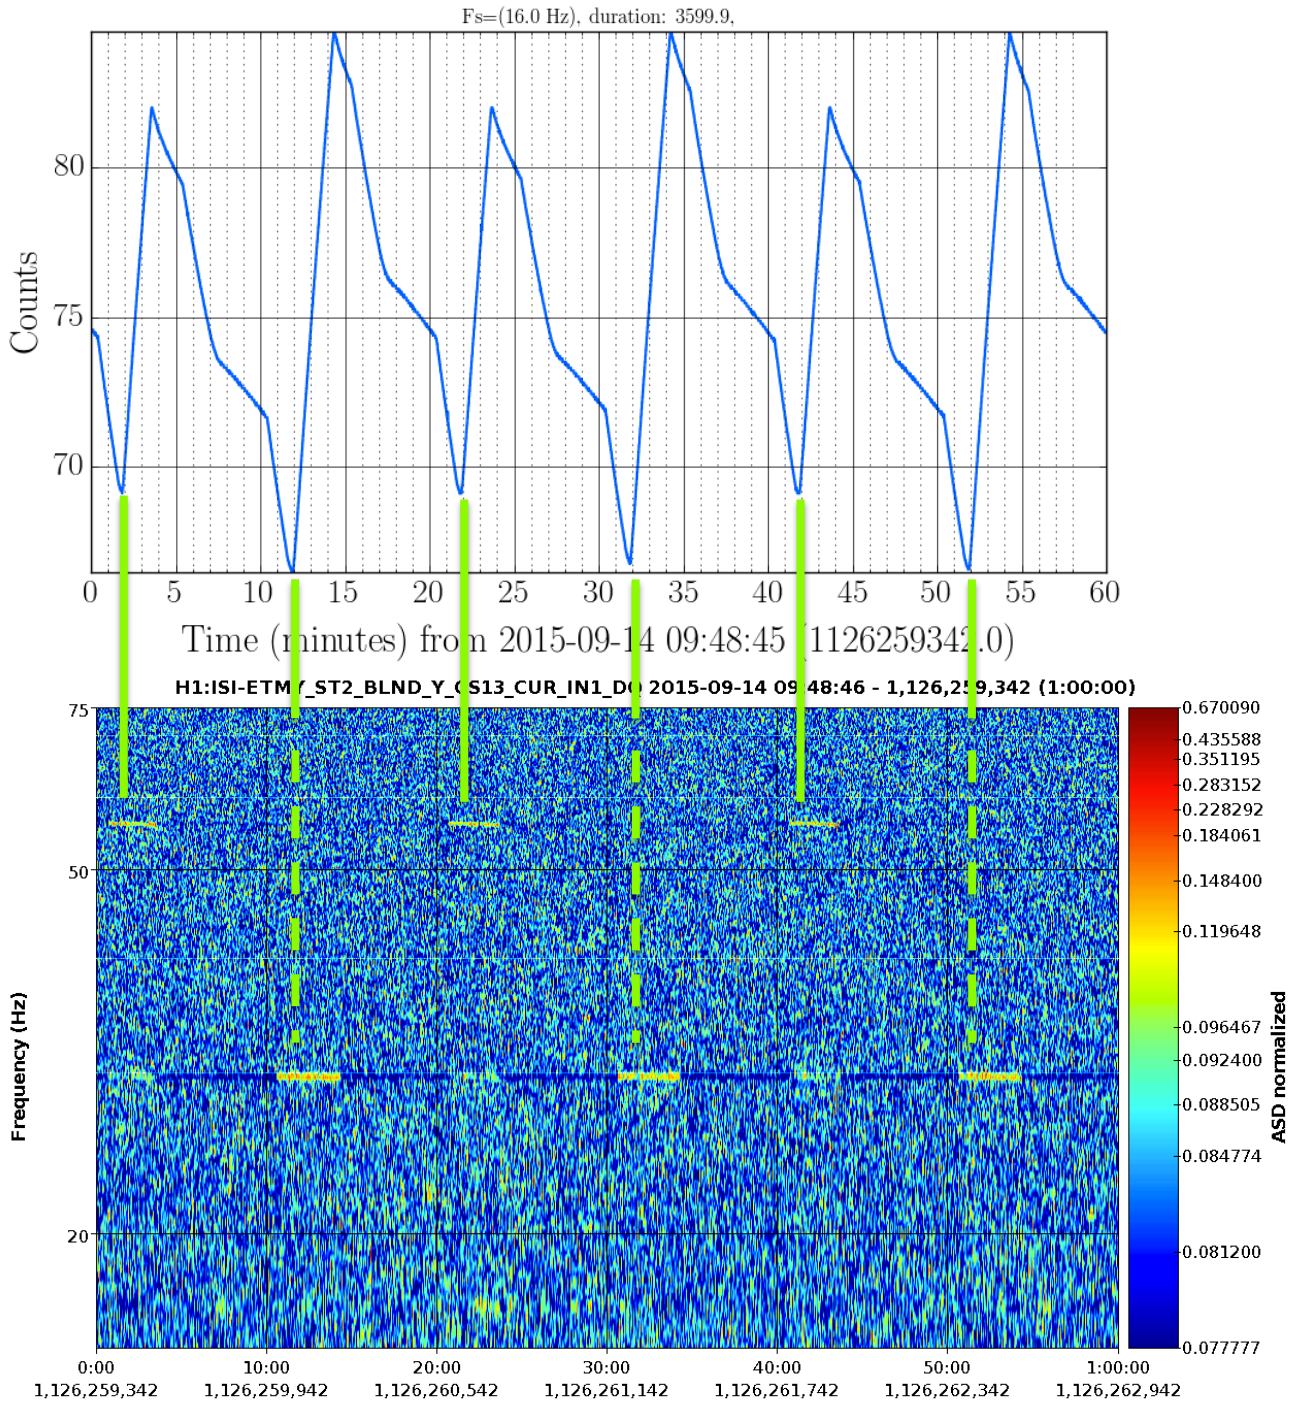 Fs=(16.0 Hz), duration: 3599.9,
80
75
70
Counts
0 5 10 15 20 25 30 35 40 45 50 55 60
Time (minutes) from 2015-09-14 09:48:45 (1126259342.0)
H1:ISI-ETMY_ST2_BLND_Y_GS13_CUR_IN1_DQ 2015-09-14 09:48:46 - 1,126,259,342 (1:00:00)
75
50
20
Frequency (Hz)
0:00 10:00 20:00 30:00 40:00 50:00 1:00:00
1,126,259,342 1,126,259,942 1,126,260,542 1,126,261,142 1,126,261,742 1,126,262,342 1,126,262,942
0.670090
0.435588
0.351195
0.283152
0.228292
0.184061
0.148400
0.119648
0.096467
0.092400
0.088505
0.084774
0.081200
0.077777
ASD normalized